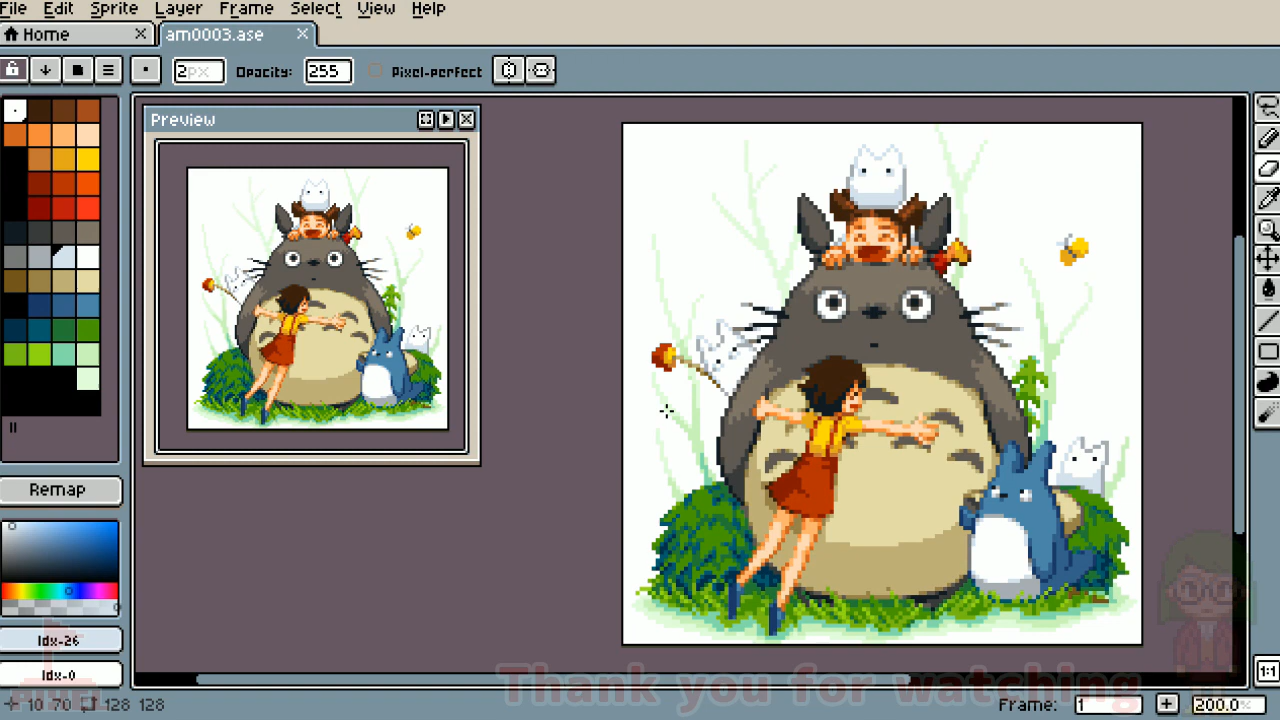 File Edit Sprite Layer Frame Select View Help
Home am0003.ase
2px Opacity: 255 Pixel-perfect
Preview
Remap
Idx-26
Idx-0
Thank you for watching
10 70 128 128 Frame: 1 200.0%
1:1